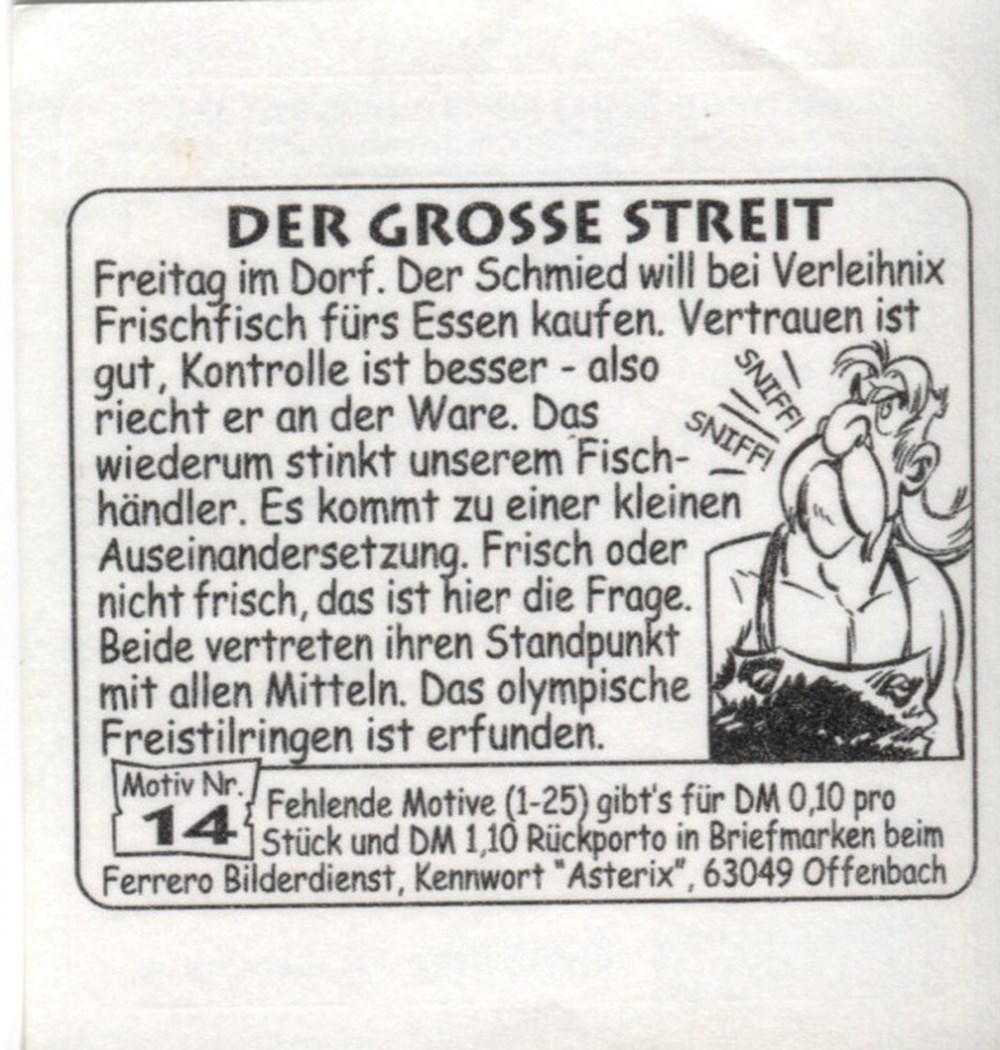 DER GROSSE STREIT
Freitag im Dorf. Der Schmied will bei Verleihnix
Frischfisch fürs Essen kaufen. Vertrauen ist
gut, Kontrolle ist besser - also
riecht er an der Ware. Das
wiederum stinkt unserem Fisch-
händler. Es kommt zu einer kleinen
Auseinandersetzung. Frisch oder
nicht frisch, das ist hier die Frage.
Beide vertreten ihren Standpunkt
mit allen Mitteln. Das olympische
Freistilringen ist erfunden.
SNIFF!
SNIFF!
Motiv Nr.
14
Fehlende Motive (1-25) gibt's für DM 0,10 pro
Stück und DM 1,10 Rückporto in Briefmarken beim
Ferrero Bilderdienst, Kennwort "Asterix", 63049 Offenbach